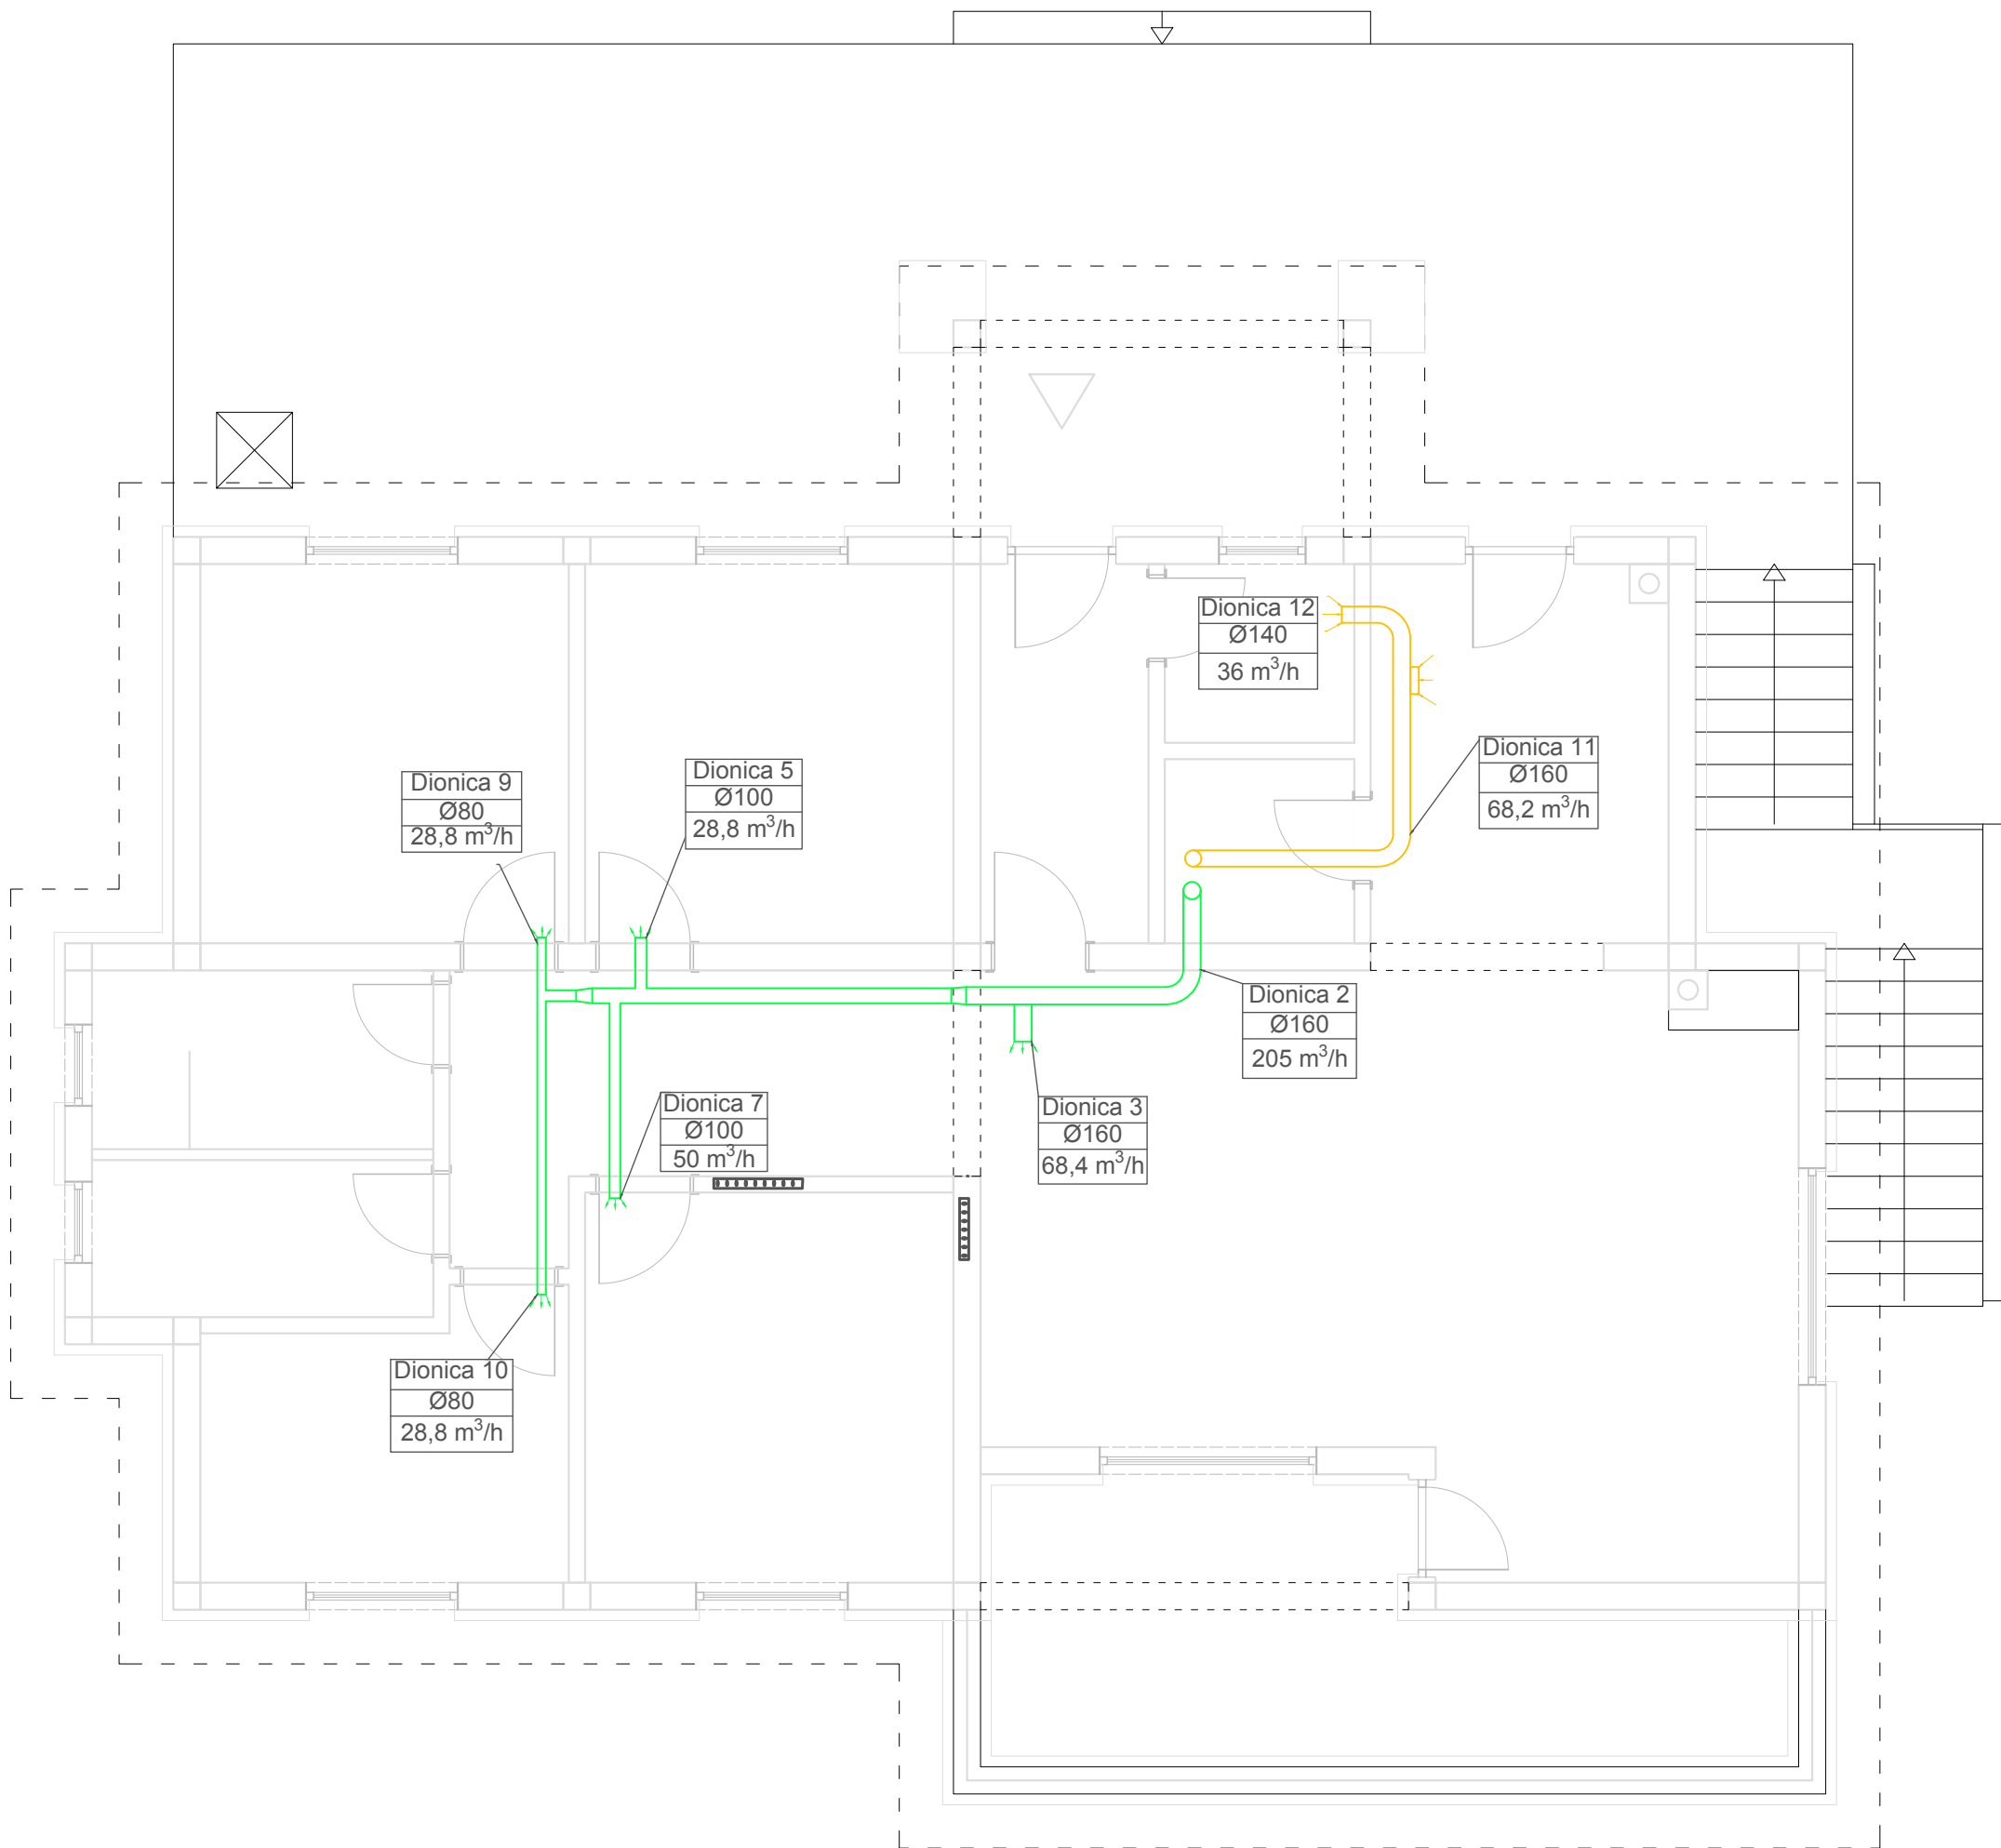 Dionica 12
Ø140
36 m³/h
Dionica 11
Ø160
68,2 m³/h
Dionica 9
Ø80
28,8 m³/h
Dionica 5
Ø100
28,8 m³/h
Dionica 2
Ø160
205 m³/h
Dionica 7
Ø100
50 m³/h
Dionica 3
Ø160
68,4 m³/h
Dionica 10
Ø80
28,8 m³/h